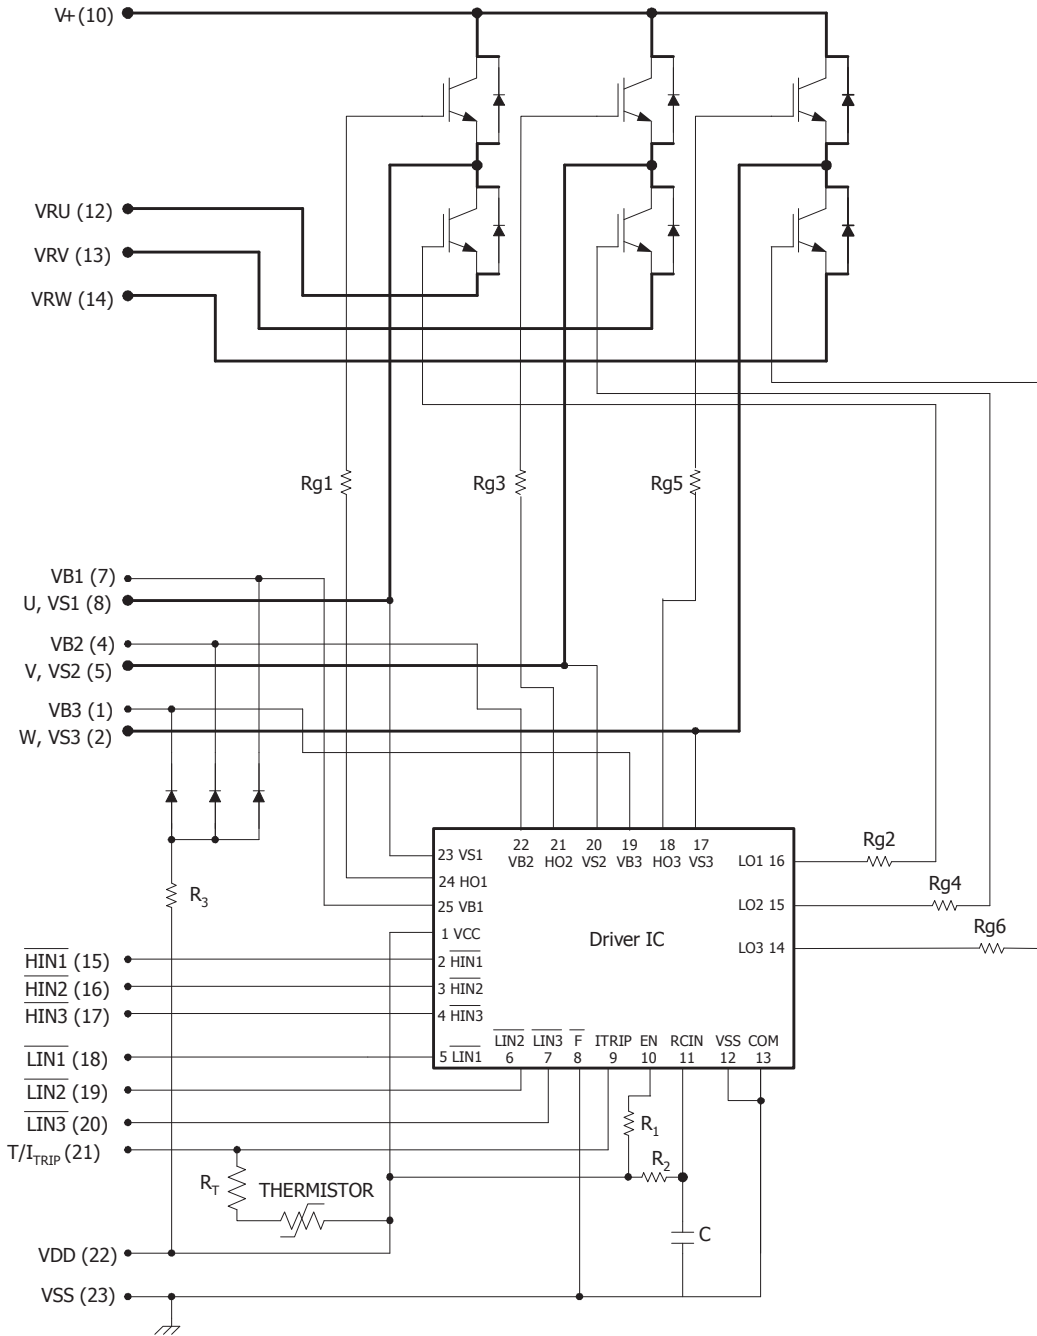 V+(10)
VRU (12)
VRV (13)
VRW (14)
Rg1
Rg3
Rg5
VB1 (7)
U, VS1 (8)
VB2 (4)
V, VS2 (5)
VB3 (1)
W, VS3 (2)
22 21 20 19 18 17
VB2 HO2 VS2 VB3 HO3 VS3
23 VS1
LO1 16
Rg2
24 HO1
R3
25 VB1
LO2 15
Rg4
1 VCC
Driver IC
LO3 14
Rg6
HIN1 (15)
2 HIN1
HIN2 (16)
3 HIN2
HIN3 (17)
4 HIN3
LIN1 (18)
5 LIN1
LIN2 LIN3 F ITRIP EN RCIN VSS COM
6 7 8 9 10 11 12 13
LIN2 (19)
LIN3 (20)
R1
T/ITRIP (21)
R2
RT
THERMISTOR
C
VDD (22)
VSS (23)